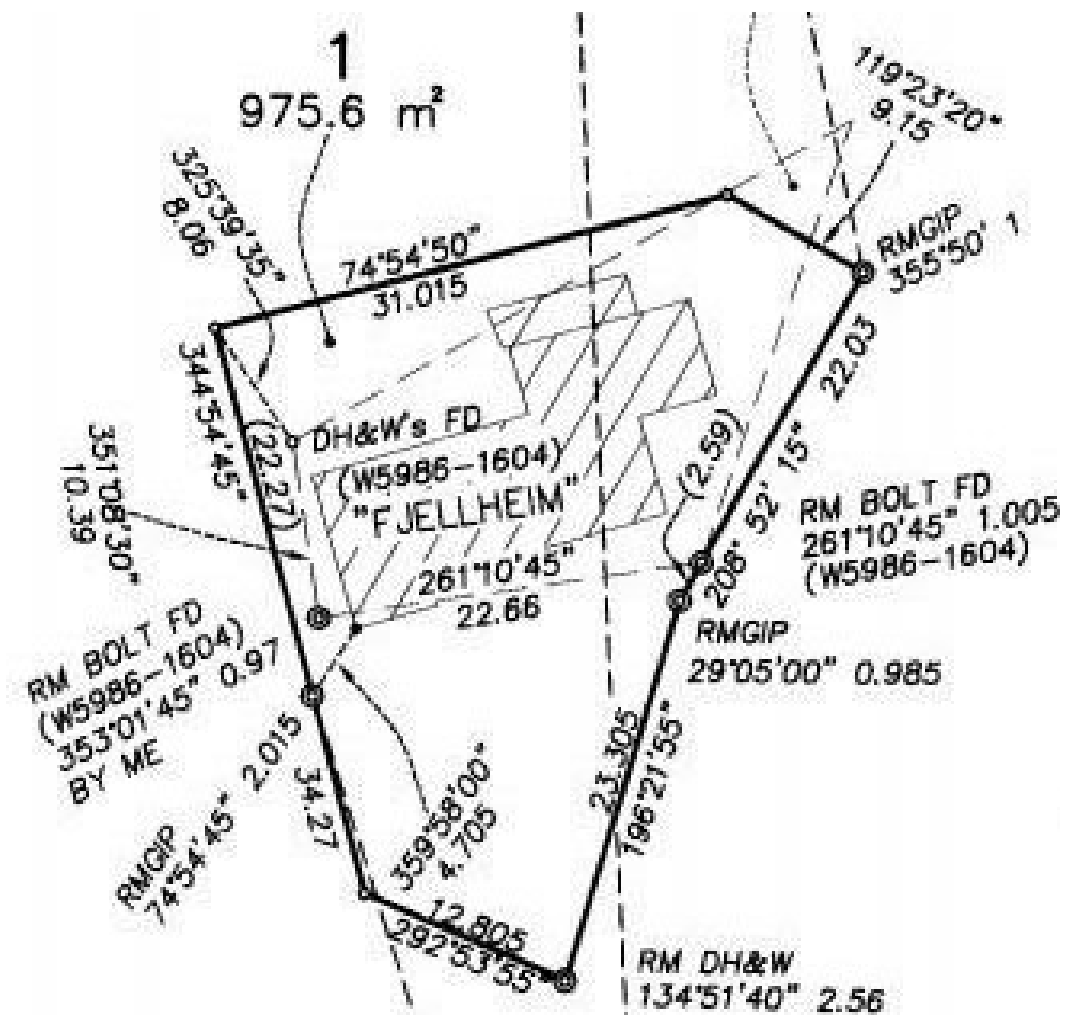 1
975.6 m²
119°23'20"
9.15
325°39'35"
8.06
74°54'50"
31.015
RMGIP
355°50' 1
344°54'45"
(22.27)
22.03
DH&W's FD
(W5986-1604)
"FJELLHEIM"
(2.59)
351°08'30"
10.39
261°10'45"
22.66
208° 52' 15"
RM BOLT FD
261°10'45" 1.005
(W5986-1604)
RMGIP
29°05'00" 0.985
RM BOLT FD
(W5986-1604)
353°01'45" 0.97
BY ME
RMGIP
74°54'45" 2.015
34.27
359°58'00"
4.705
23.305
196°21'55"
12.805
292°53'55"
RM DH&W
134°51'40" 2.56